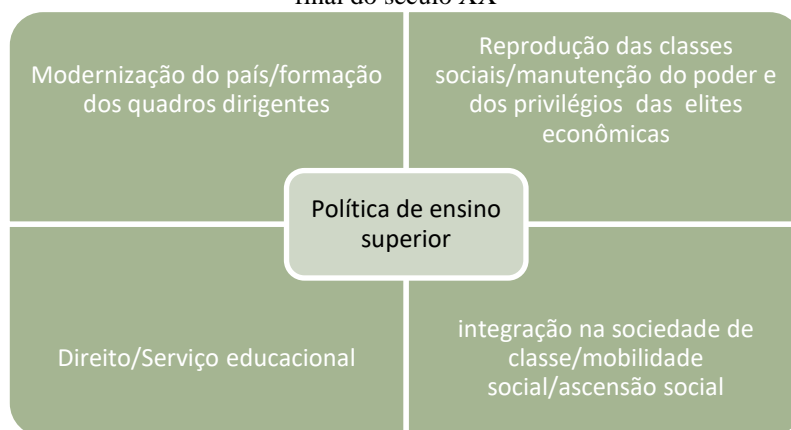 final do século XX
Modernização do país/formação
dos quadros dirigentes
Reprodução das classes
sociais/manutenção do poder e
dos privilégios das elites
econômicas
Política de ensino
superior
Direito/Serviço educacional
integração na sociedade de
classe/mobilidade
social/ascensão social